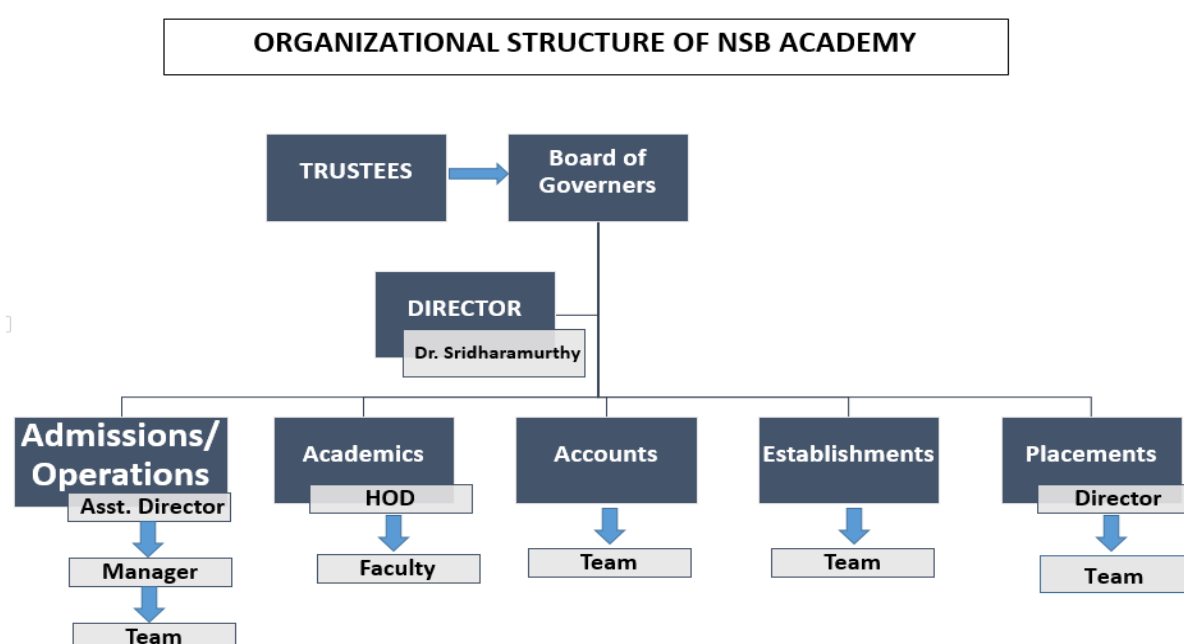 ORGANIZATIONAL STRUCTURE OF NSB ACADEMY
TRUSTEES
Board of
Governers
DIRECTOR
Dr. Sridharamurthy
Admissions/
Operations
Asst. Director
Manager
Team
Academics
HOD
Faculty
Accounts
Team
Establishments
Team
Placements
Director
Team